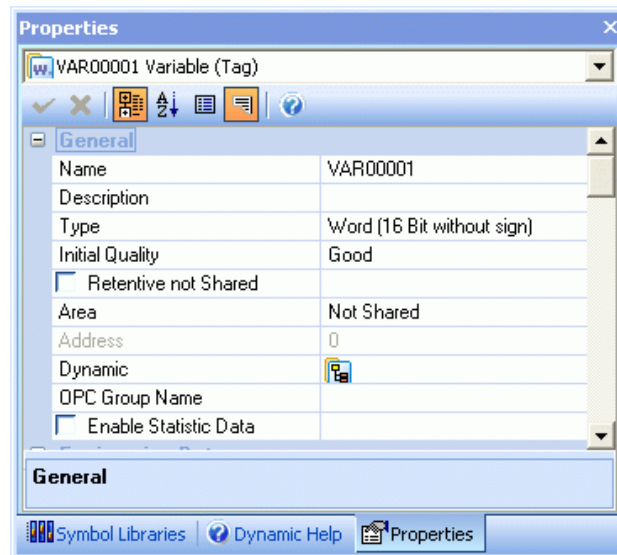 Properties
VAR00001 Variable (Tag)
General
Name VAR00001
Description
Type Word (16 Bit without sign)
Initial Quality Good
Retentive not Shared
Area Not Shared
Address 0
Dynamic
OPC Group Name
Enable Statistic Data
General
Symbol Libraries Dynamic Help Properties